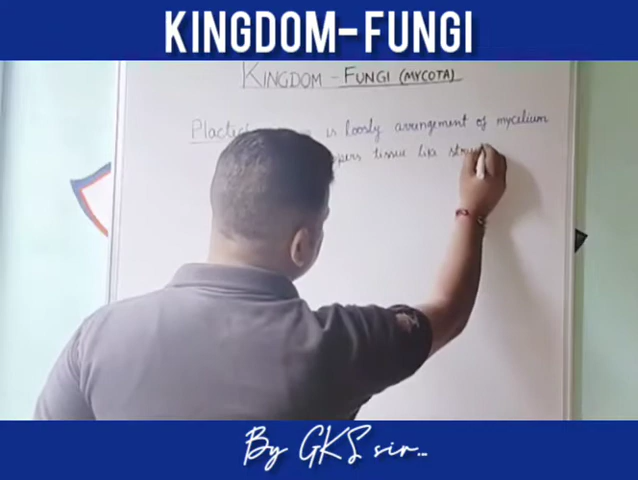 KINGDOM-FUNGI
KINGDOM - FUNGI (MYCOTA)
is loosly arrangement of mycelium
tissue like
By GKS sir...